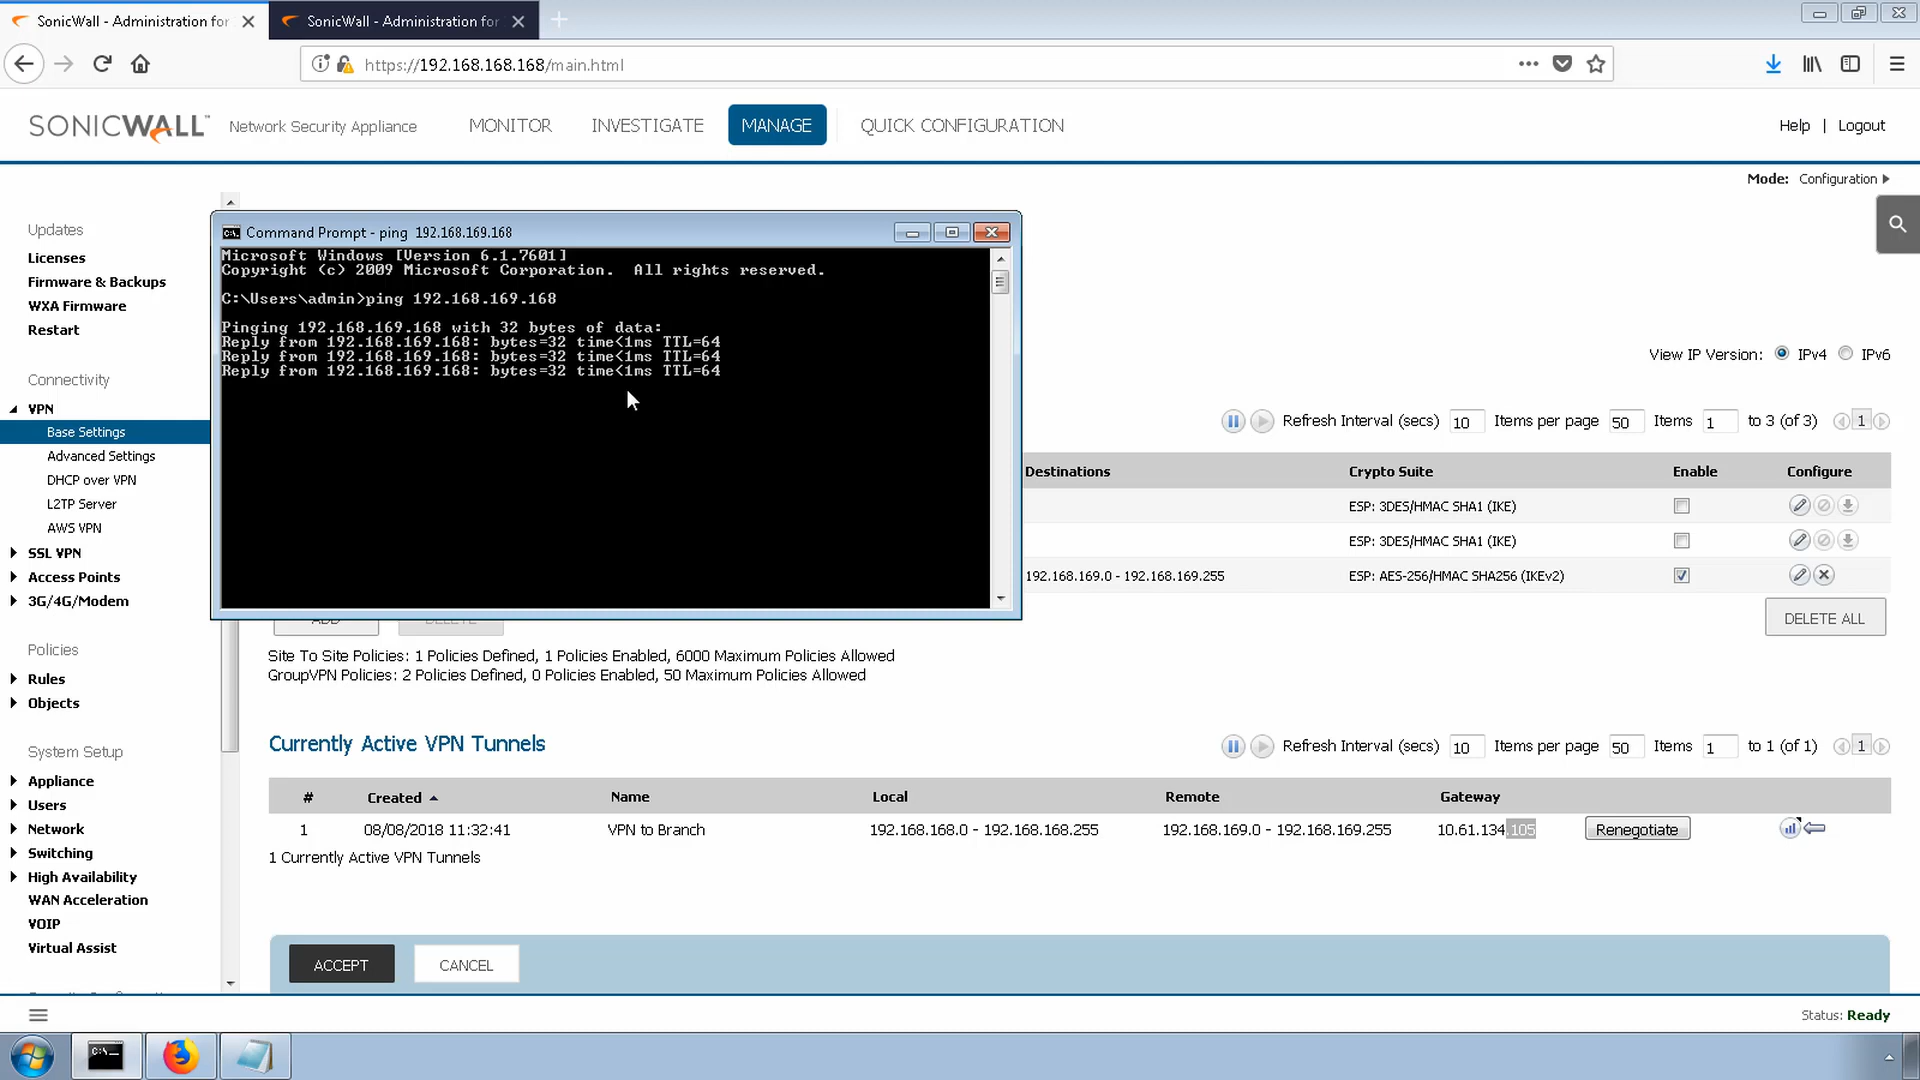 SonicWall - Administration for
SonicWall - Administration for
https://192.168.168.168/main.html
SONICWALL™ Network Security Appliance MONITOR INVESTIGATE MANAGE QUICK CONFIGURATION Help | Logout
Mode: Configuration
Updates
Licenses
Firmware & Backups
WXA Firmware
Restart
Connectivity
VPN
Base Settings
Advanced Settings
DHCP over VPN
L2TP Server
AWS VPN
SSL VPN
Access Points
3G/4G/Modem
Policies
Rules
Objects
System Setup
Appliance
Users
Network
Switching
High Availability
WAN Acceleration
VOIP
Virtual Assist
Command Prompt - ping 192.168.169.168
Microsoft Windows [Version 6.1.7601]
Copyright (c) 2009 Microsoft Corporation. All rights reserved.
C:\Users\admin>ping 192.168.169.168
Pinging 192.168.169.168 with 32 bytes of data:
Reply from 192.168.169.168: bytes=32 time<1ms TTL=64
Reply from 192.168.169.168: bytes=32 time<1ms TTL=64
Reply from 192.168.169.168: bytes=32 time<1ms TTL=64
View IP Version: IPv4 IPv6
Refresh Interval (secs) 10 Items per page 50 Items 1 to 3 (of 3) 1
Destinations Crypto Suite Enable Configure
ESP: 3DES/HMAC SHA1 (IKE)
ESP: 3DES/HMAC SHA1 (IKE)
192.168.169.0 - 192.168.169.255 ESP: AES-256/HMAC SHA256 (IKEv2)
ADD DELETE DELETE ALL
Site To Site Policies: 1 Policies Defined, 1 Policies Enabled, 6000 Maximum Policies Allowed
GroupVPN Policies: 2 Policies Defined, 0 Policies Enabled, 50 Maximum Policies Allowed
Currently Active VPN Tunnels Refresh Interval (secs) 10 Items per page 50 Items 1 to 1 (of 1) 1
# Created Name Local Remote Gateway
1 08/08/2018 11:32:41 VPN to Branch 192.168.168.0 - 192.168.168.255 192.168.169.0 - 192.168.169.255 10.61.134.105 Renegotiate
1 Currently Active VPN Tunnels
ACCEPT CANCEL
Status: Ready